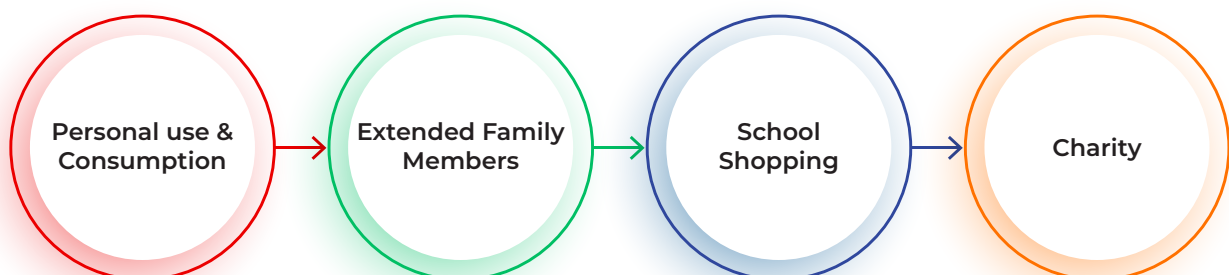 Personal use &
Consumption
Extended Family
Members
School
Shopping
Charity